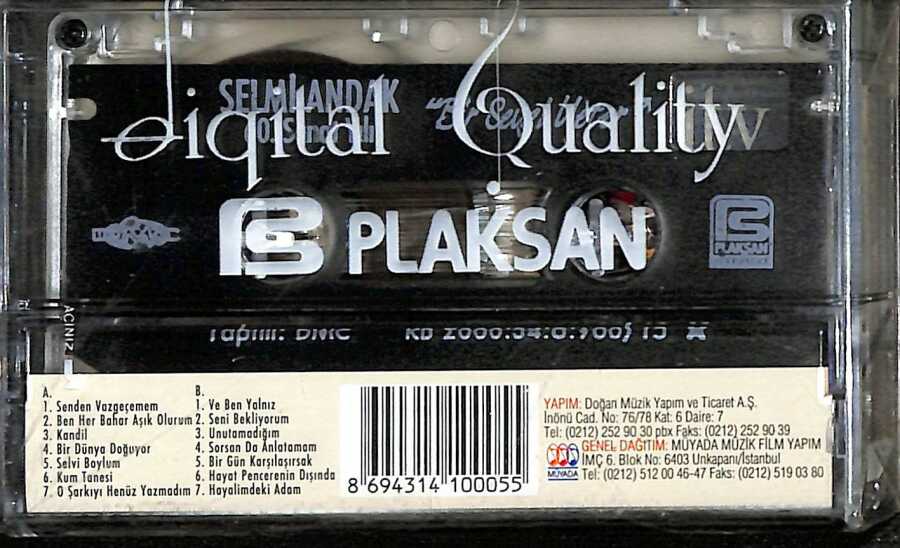 SELMİ ANDAK
"Bir
Digital Quality
PLAKSAN
PLAKSAN
AÇINIZ
Yapım: DMC
A.
1. Senden Vazgeçemem
2. Ben Her Bahar Aşık Olurum
3. Kandil
4. Bir Dünya Doğuyor
5. Selvi Boylum
6. Kum Tanesi
7. O Şarkıyı Henüz Yazmadım
B.
1. Ve Ben Yalnız
2. Seni Bekliyorum
3. Unutamadığım
4. Sorsan Da Anlatamam
5. Bir Gün Karşılaşırsak
6. Hayat Pencerenin Dışında
7. Hayalimdeki Adam
8 694314 100055
YAPIM: Doğan Müzik Yapım ve Ticaret A.Ş.
İnönü Cad. No: 76/78 Kat: 6 Daire: 7
Tel: (0212) 252 90 30 pbx Faks: (0212) 252 90 39
GENEL DAĞITIM: MÜYADA MÜZİK FİLM YAPIM
İMÇ 6. Blok No: 6403 Unkapanı/İstanbul
Tel: (0212) 512 00 46-47 Faks: (0212) 519 03 80
MÜYADA